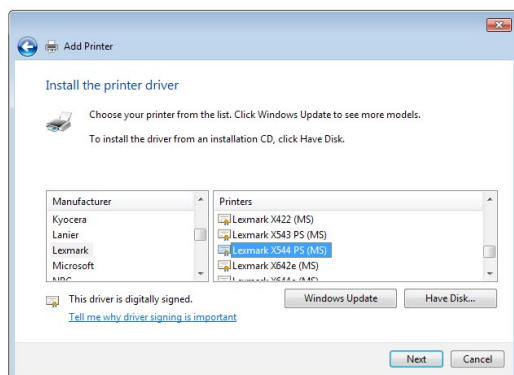 Add Printer
Install the printer driver
Choose your printer from the list. Click Windows Update to see more models.
To install the driver from an installation CD, click Have Disk.
Manufacturer
Kyocera
Lanier
Lexmark
Microsoft
Printers
Lexmark X422 (MS)
Lexmark X543 PS (MS)
Lexmark X544 PS (MS)
Lexmark X642e (MS)
This driver is digitally signed.
Tell me why driver signing is important
Windows Update
Have Disk...
Next
Cancel